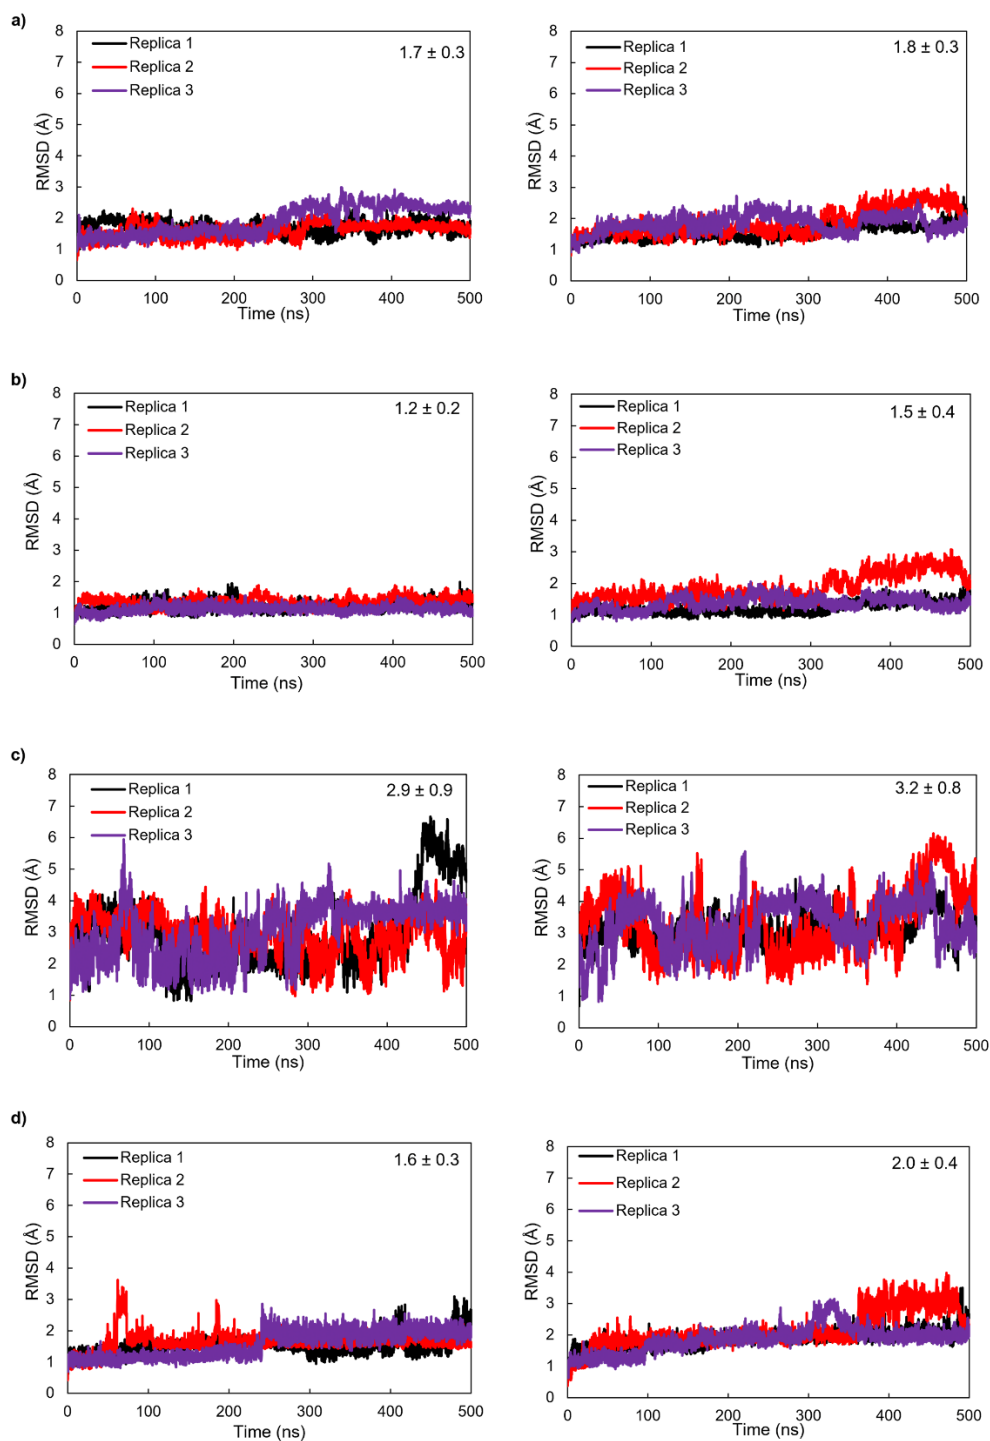 a)
8
7
6
5
4
3
2
1
0
RMSD (Å)
Replica 1
Replica 2
Replica 3
1.7 ± 0.3
0 100 200 300 400 500
Time (ns)
8
7
6
5
4
3
2
1
0
RMSD (Å)
Replica 1
Replica 2
Replica 3
1.8 ± 0.3
0 100 200 300 400 500
Time (ns)
b)
8
7
6
5
4
3
2
1
0
RMSD (Å)
Replica 1
Replica 2
Replica 3
1.2 ± 0.2
0 100 200 300 400 500
Time (ns)
8
7
6
5
4
3
2
1
0
RMSD (Å)
Replica 1
Replica 2
Replica 3
1.5 ± 0.4
0 100 200 300 400 500
Time (ns)
c)
8
7
6
5
4
3
2
1
0
RMSD (Å)
Replica 1
Replica 2
Replica 3
2.9 ± 0.9
0 100 200 300 400 500
Time (ns)
8
7
6
5
4
3
2
1
0
RMSD (Å)
Replica 1
Replica 2
Replica 3
3.2 ± 0.8
0 100 200 300 400 500
Time (ns)
d)
8
7
6
5
4
3
2
1
0
RMSD (Å)
Replica 1
Replica 2
Replica 3
1.6 ± 0.3
0 100 200 300 400 500
Time (ns)
8
7
6
5
4
3
2
1
0
RMSD (Å)
Replica 1
Replica 2
Replica 3
2.0 ± 0.4
0 100 200 300 400 500
Time (ns)